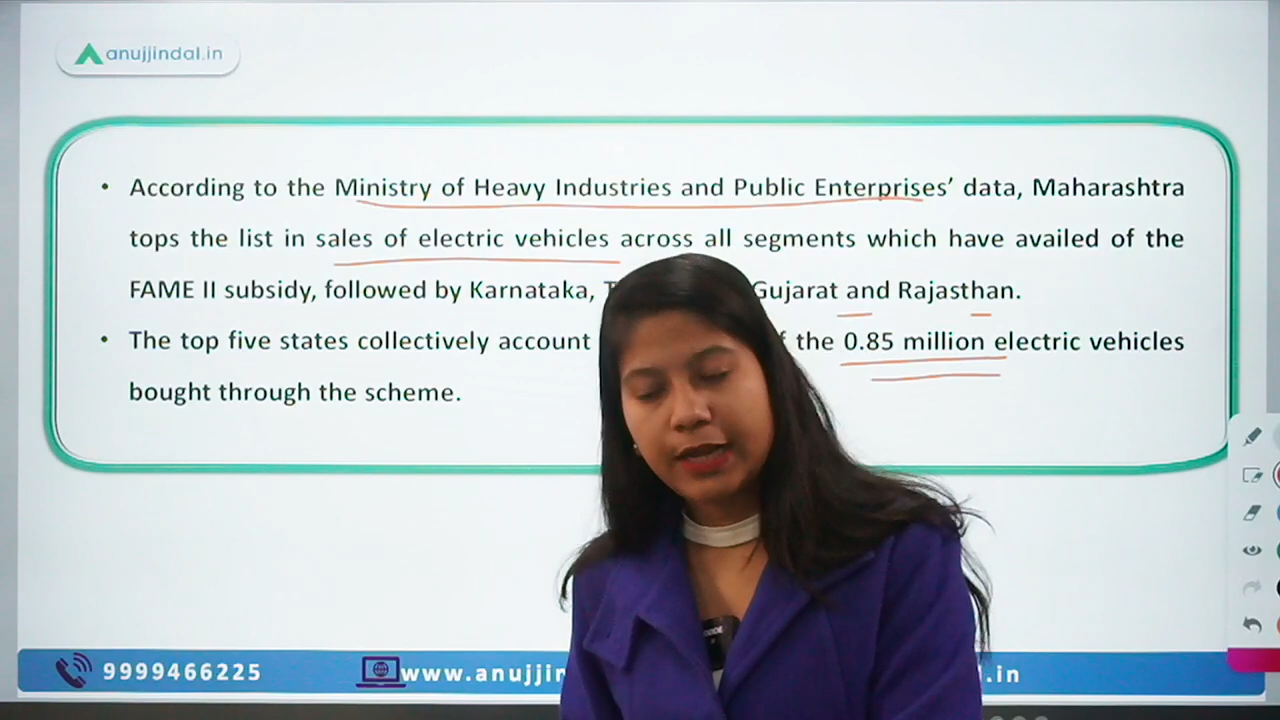 anujjindal.in
• According to the Ministry of Heavy Industries and Public Enterprises’ data, Maharashtra
tops the list in sales of electric vehicles across all segments which have availed of the
FAME II subsidy, followed by Karnataka, Gujarat and Rajasthan.
• The top five states collectively account the 0.85 million electric vehicles
bought through the scheme.
9999466225
www.anujjin .in